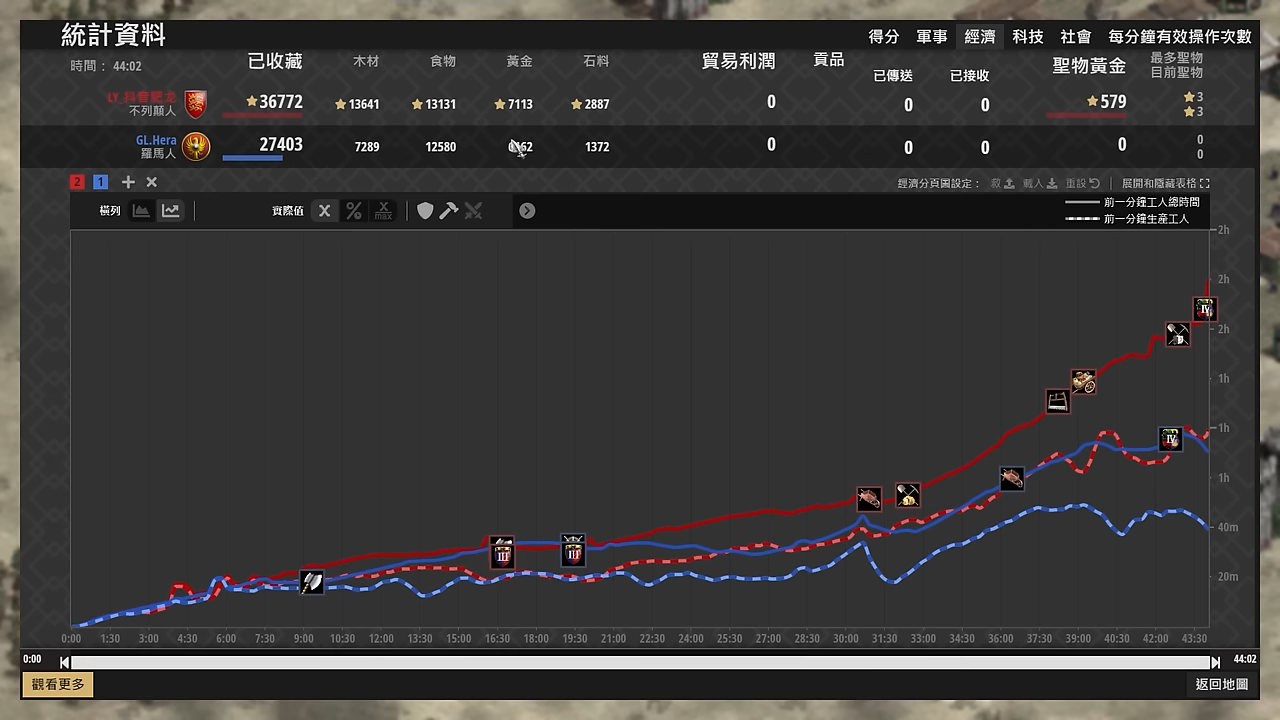 統計資料
得分 軍事 經濟 科技 社會 每分鐘有效操作次數
時間： 44:02
已收藏 木材 食物 黃金 石料 貿易利潤 貢品 已傳送 已接收 聖物黃金 最多聖物
目前聖物
36772 13641 13131 7113 2887 0 0 0 579 3
不列顛人 3
GL.Hera 27403 7289 12580 1372 0 0 0 0 0
羅馬人 0
2 1 經濟分頁圖設定： 載入 重設 展開和隱藏表格
橫列 實際值 X % X max
前一分鐘工人總時間
前一分鐘生產工人
2h
2h
2h
1h
1h
1h
40m
20m
0:00 1:30 3:00 4:30 6:00 7:30 9:00 10:30 12:00 13:30 15:00 16:30 18:00 19:30 21:00 22:30 24:00 25:30 27:00 28:30 30:00 31:30 33:00 34:30 36:00 37:30 39:00 40:30 42:00 43:30
0:00 44:02
觀看更多 返回地圖